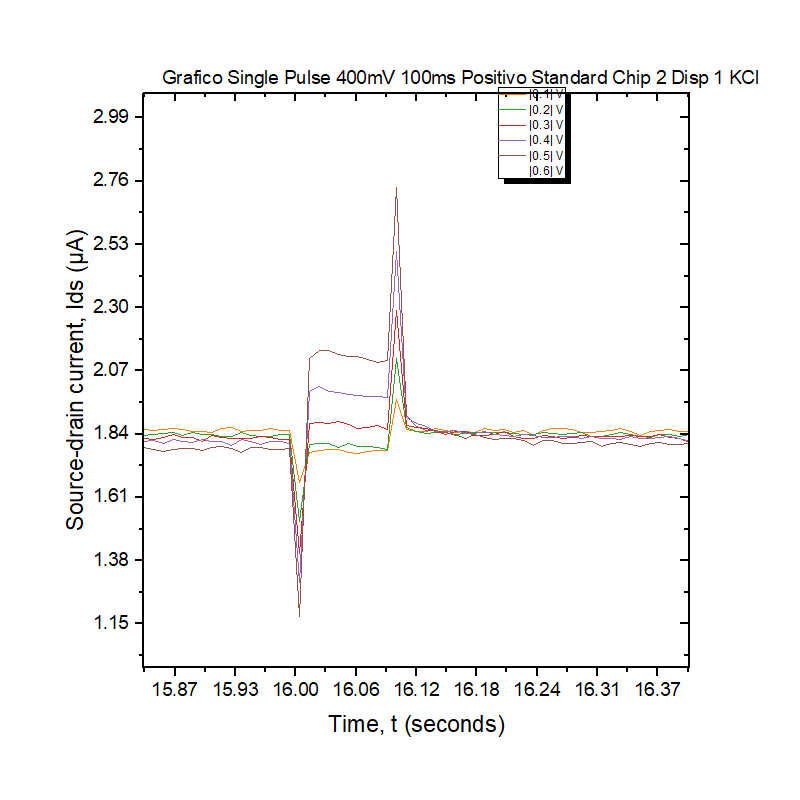 Grafico Single Pulse 400mV 100ms Positivo Standard Chip 2 Disp 1 KCl
|0.1| V
|0.2| V
|0.3| V
|0.4| V
|0.5| V
|0.6| V
2.99
2.76
2.53
2.30
2.07
1.84
1.61
1.38
1.15
Source-drain current, Ids (µA)
15.87 15.93 16.00 16.06 16.12 16.18 16.24 16.31 16.37
Time, t (seconds)